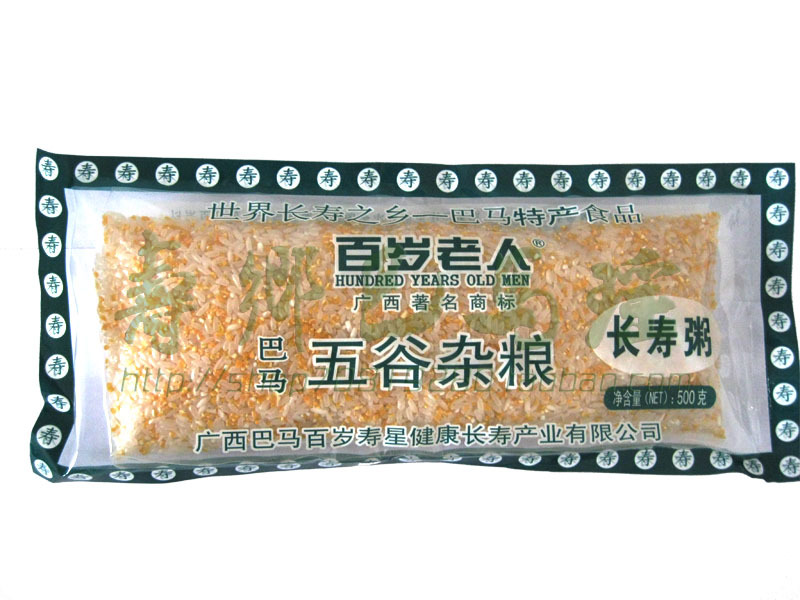 世界长寿之乡—巴马特产食品
百岁老人®
HUNDRED YEARS OLD MEN
广西著名商标
巴马
五谷杂粮
长寿粥
净含量(NET):500克
广西巴马百岁寿星健康长寿产业有限公司
寿